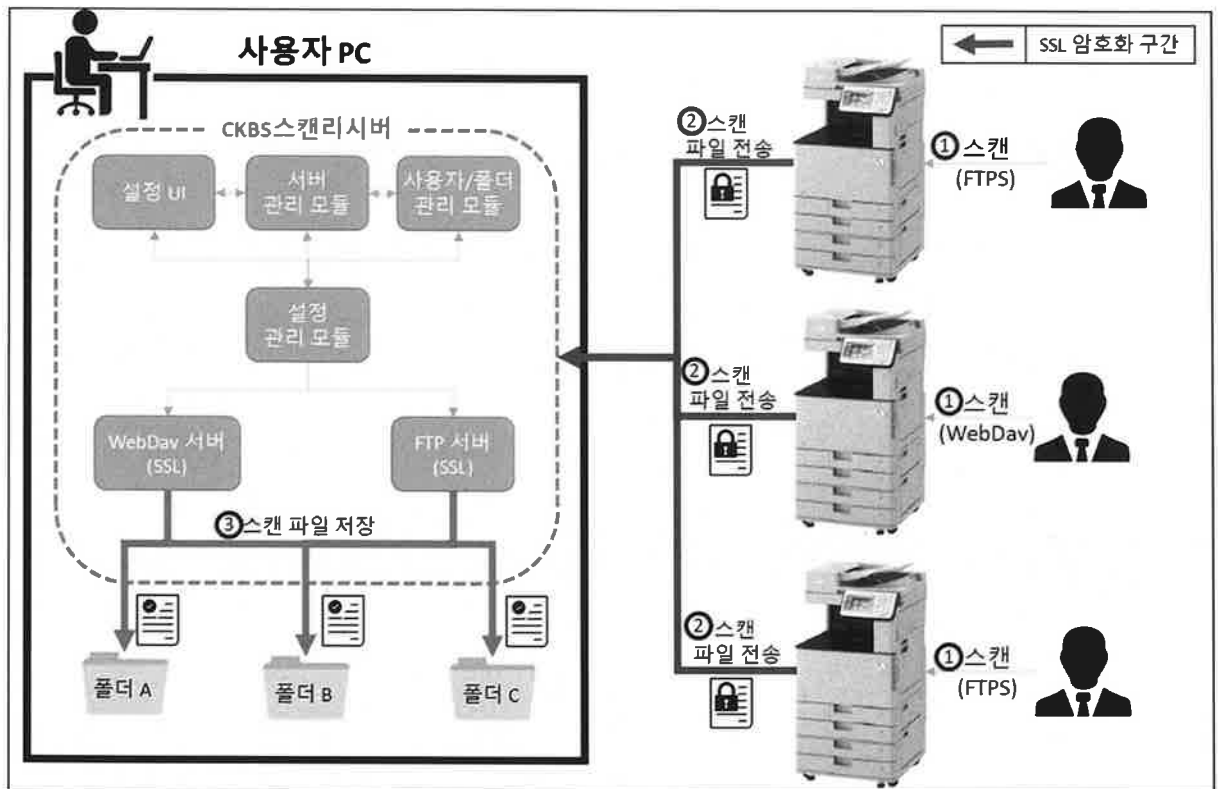 사용자 PC
SSL 암호화 구간
CKBS스캔리시버
설정 UI
서버
관리 모듈
사용자/폴더
관리 모듈
설정
관리 모듈
WebDav 서버
(SSL)
FTP 서버
(SSL)
③스캔 파일 저장
폴더 A
폴더 B
폴더 C
②스캔
파일 전송
①스캔
(FTPS)
②스캔
파일 전송
①스캔
(WebDav)
②스캔
파일 전송
①스캔
(FTPS)